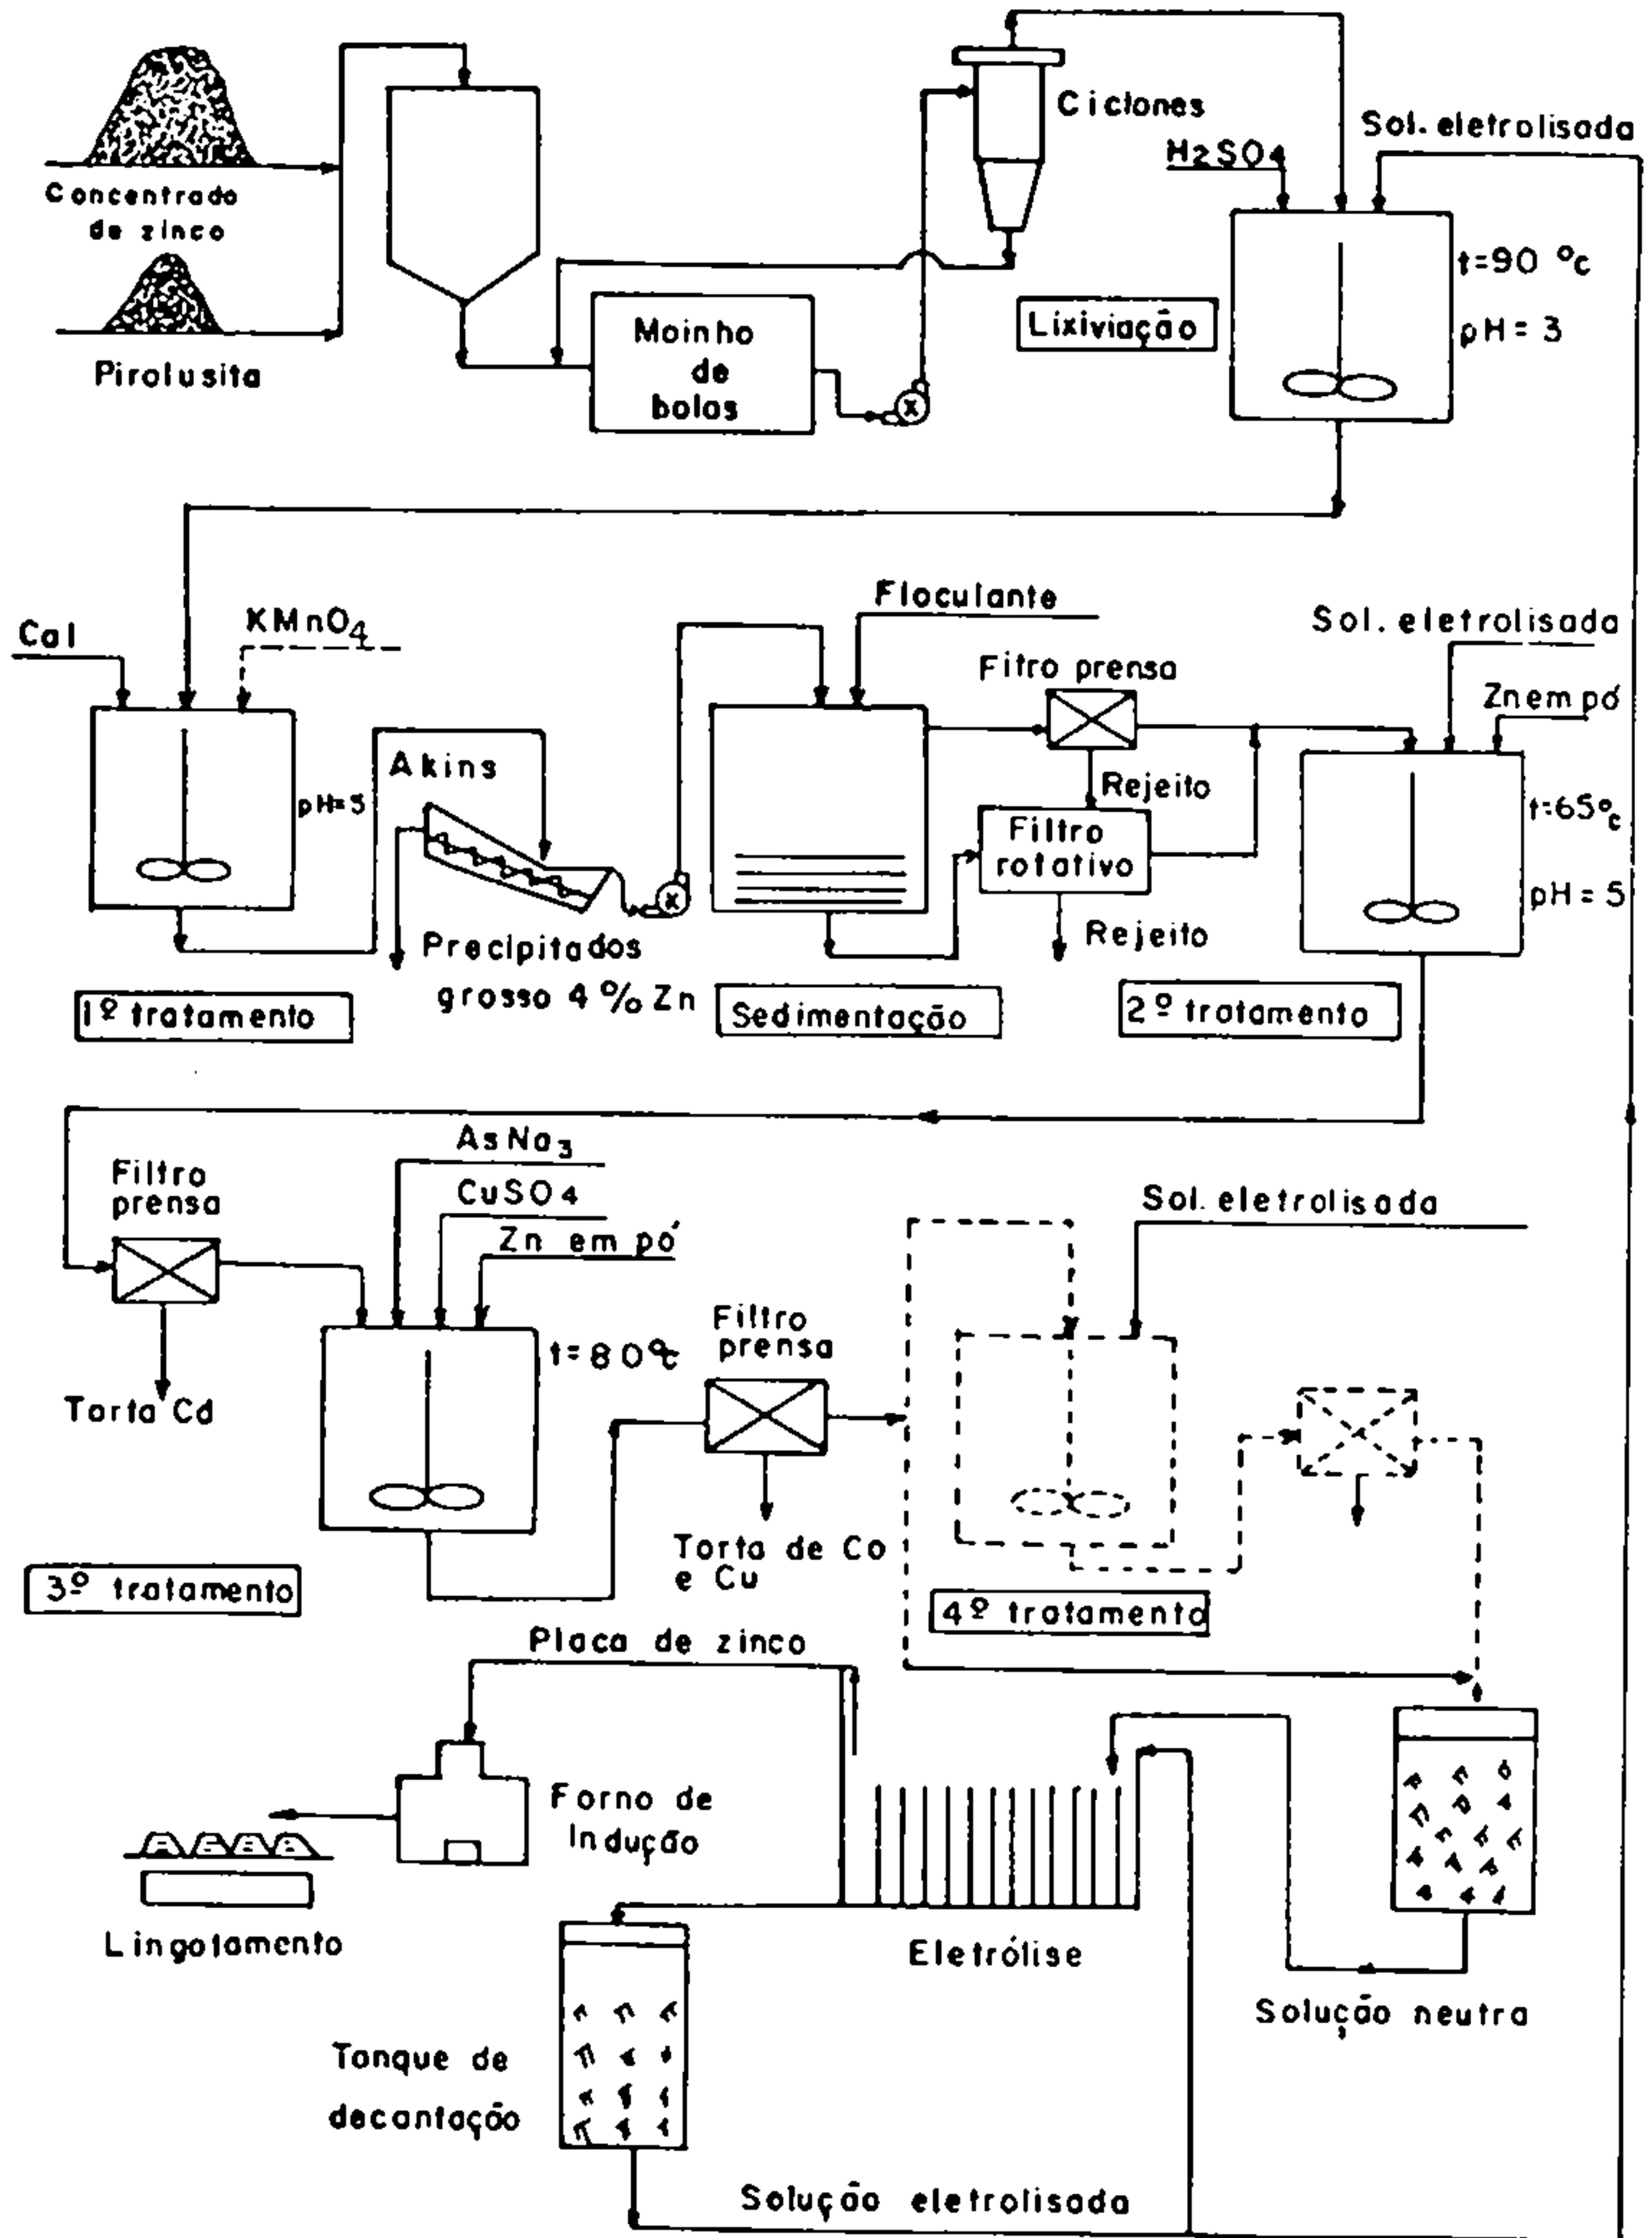 Ciclones
Sol. eletrolisada
H2SO4
Concentrado
de zinco
t=90 °c
Lixiviação
pH = 3
Moinho
de
bolas
Pirolusita
Floculante
Cal
KMnO4
Sol. eletrolisada
Fitro prensa
Zn em pó
Akins
pH=5
Rejeito
t=65°c
Filtro
rotativo
pH = 5
Rejeito
Precipitados
grosso 4 % Zn
1º tratamento
Sedimentação
2º tratamento
AsNa3
Filtro
prensa
CuSO4
Zn em pó
Sol. eletrolisada
Filtro
prensa
t=80°c
Torta Cd
Torta de Co
e Cu
3º tratamento
4º tratamento
Placa de zinco
Forno de
Indução
Lingotamento
Eletrólise
Solução neutra
Tanque de
decantação
Solução eletrolisada